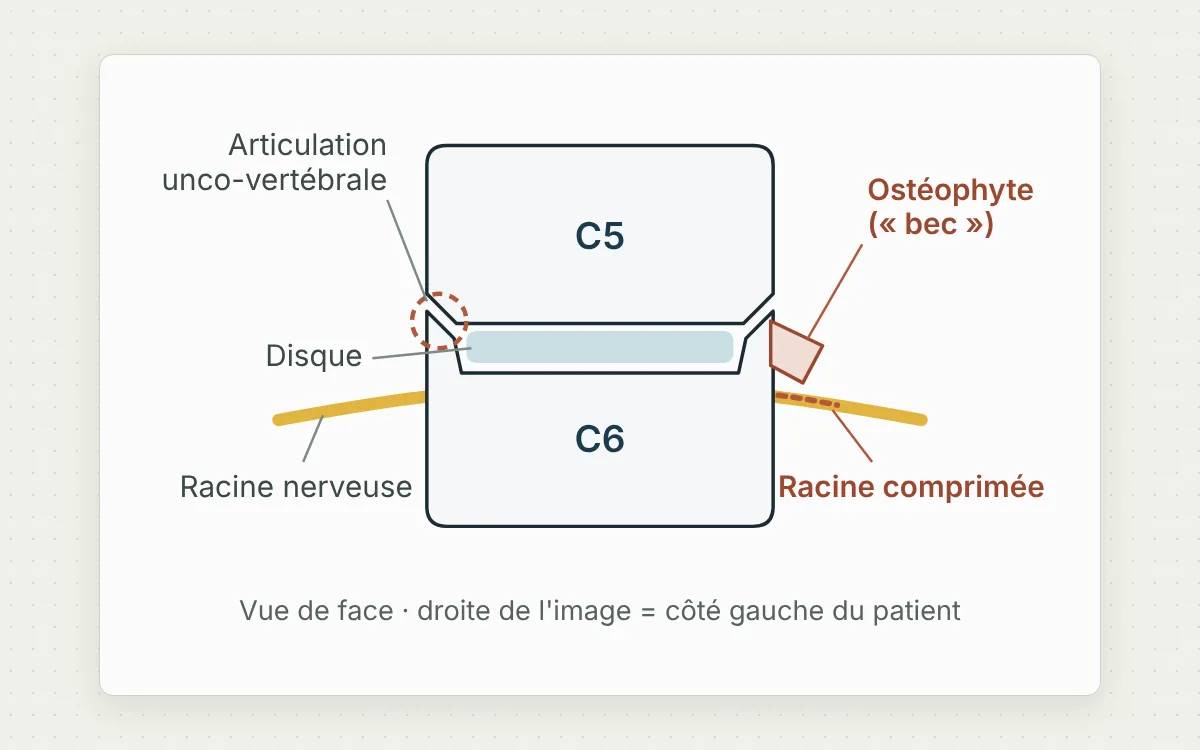 Articulation
unco-vertébrale
Ostéophyte
(« bec »)
C5
Disque
C6
Racine nerveuse
Racine comprimée
Vue de face · droite de l'image = côté gauche du patient